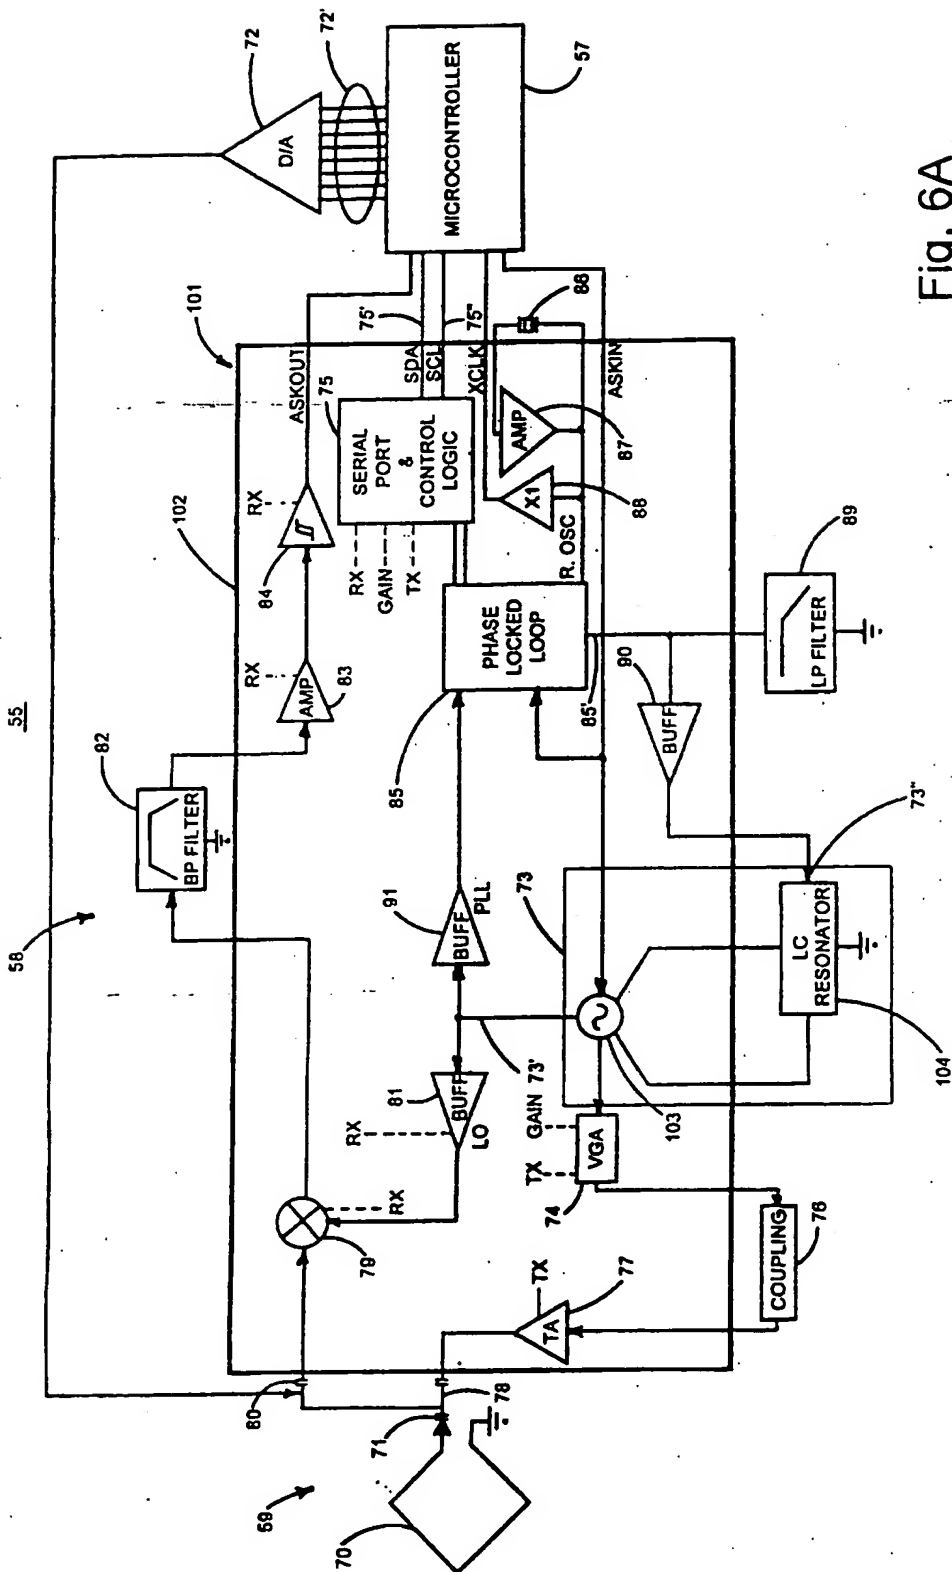 55
58
72
72'
D/A
MICROCONTROLLER
57
101
102
82
BP FILTER
RX
AMP
83
RX
84
ASKOUT
75
SERIAL
PORT
&
CONTROL
LOGIC
RX
GAIN
TX
SDA
SCL
75'
75"
XCLK
86
AMP
87
X1
88
R. OSC
ASKIN
PHASE
LOCKED
LOOP
85
85'
89
LP FILTER
90
BUFF
91
BUFF
PLL
81
BUFF
LO
RX
79
RX
73'
73
73"
LC
RESONATOR
104
103
GAIN
TX
VGA
74
COUPLING
76
TX
TA
77
80
78
71
59
70
Fig. 6A